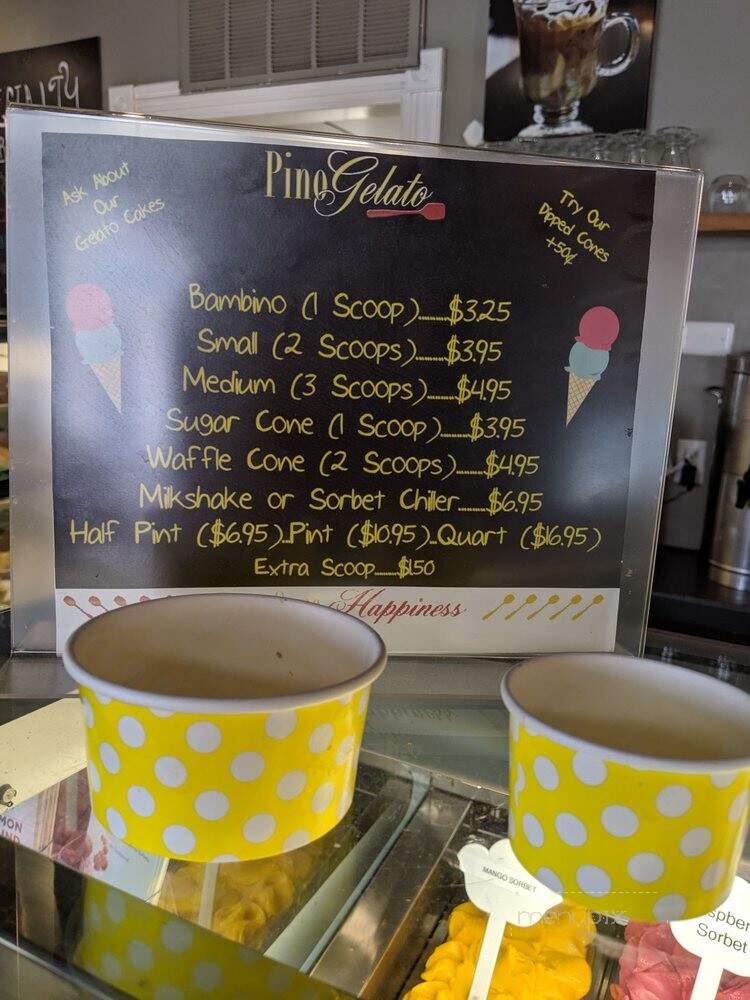 Ask About
Our
Gelato Cakes
PinoGelato
Try Our
Dipped Cones
+50¢
Bambino (1 Scoop)......$3.25
Small (2 Scoops)......$3.95
Medium (3 Scoops)......$4.95
Sugar Cone (1 Scoop)......$3.95
Waffle Cone (2 Scoops)......$4.95
Milkshake or Sorbet Chiller......$6.95
Half Pint ($6.95)..Pint ($10.95)..Quart ($16.95)
Extra Scoop......$1.50
Happiness
MANGO SORBET
Sorbet